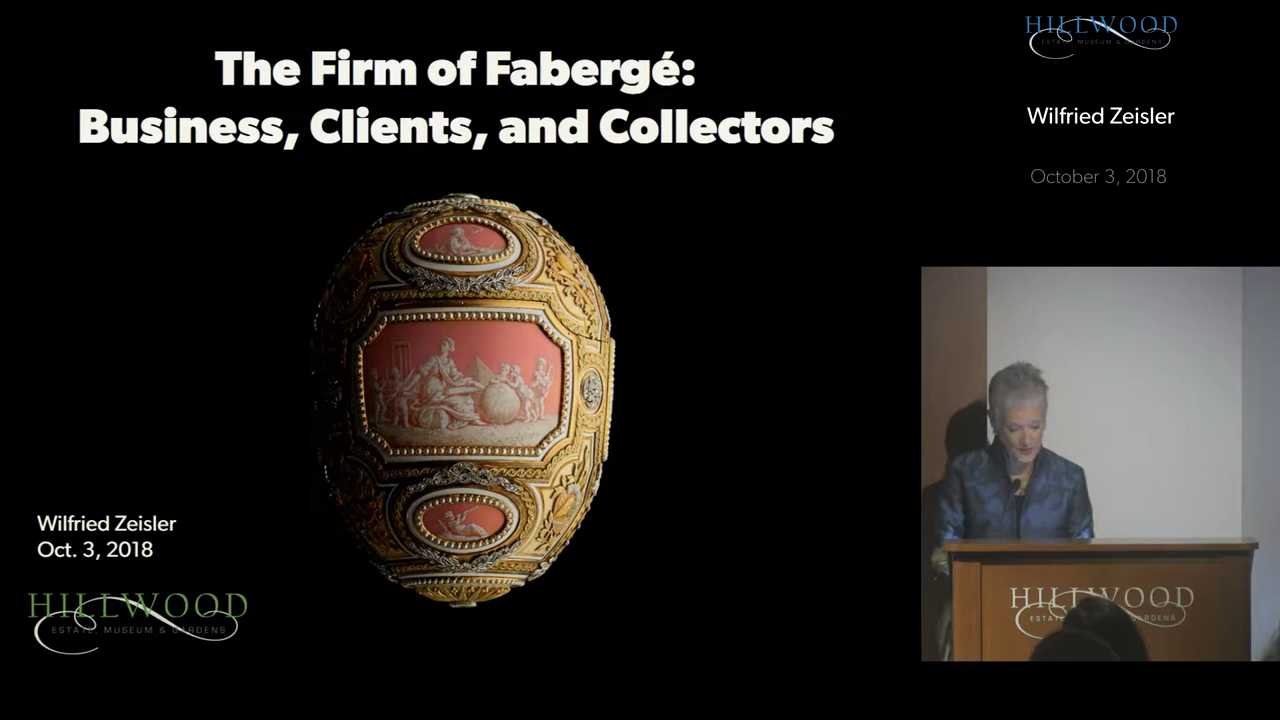 The Firm of Fabergé:
Business, Clients, and Collectors
Wilfried Zeisler
Oct. 3, 2018
HILLWOOD
ESTATE, MUSEUM & GARDENS
HILLWOOD
ESTATE, MUSEUM & GARDENS
Wilfried Zeisler
October 3, 2018
HILLWOOD